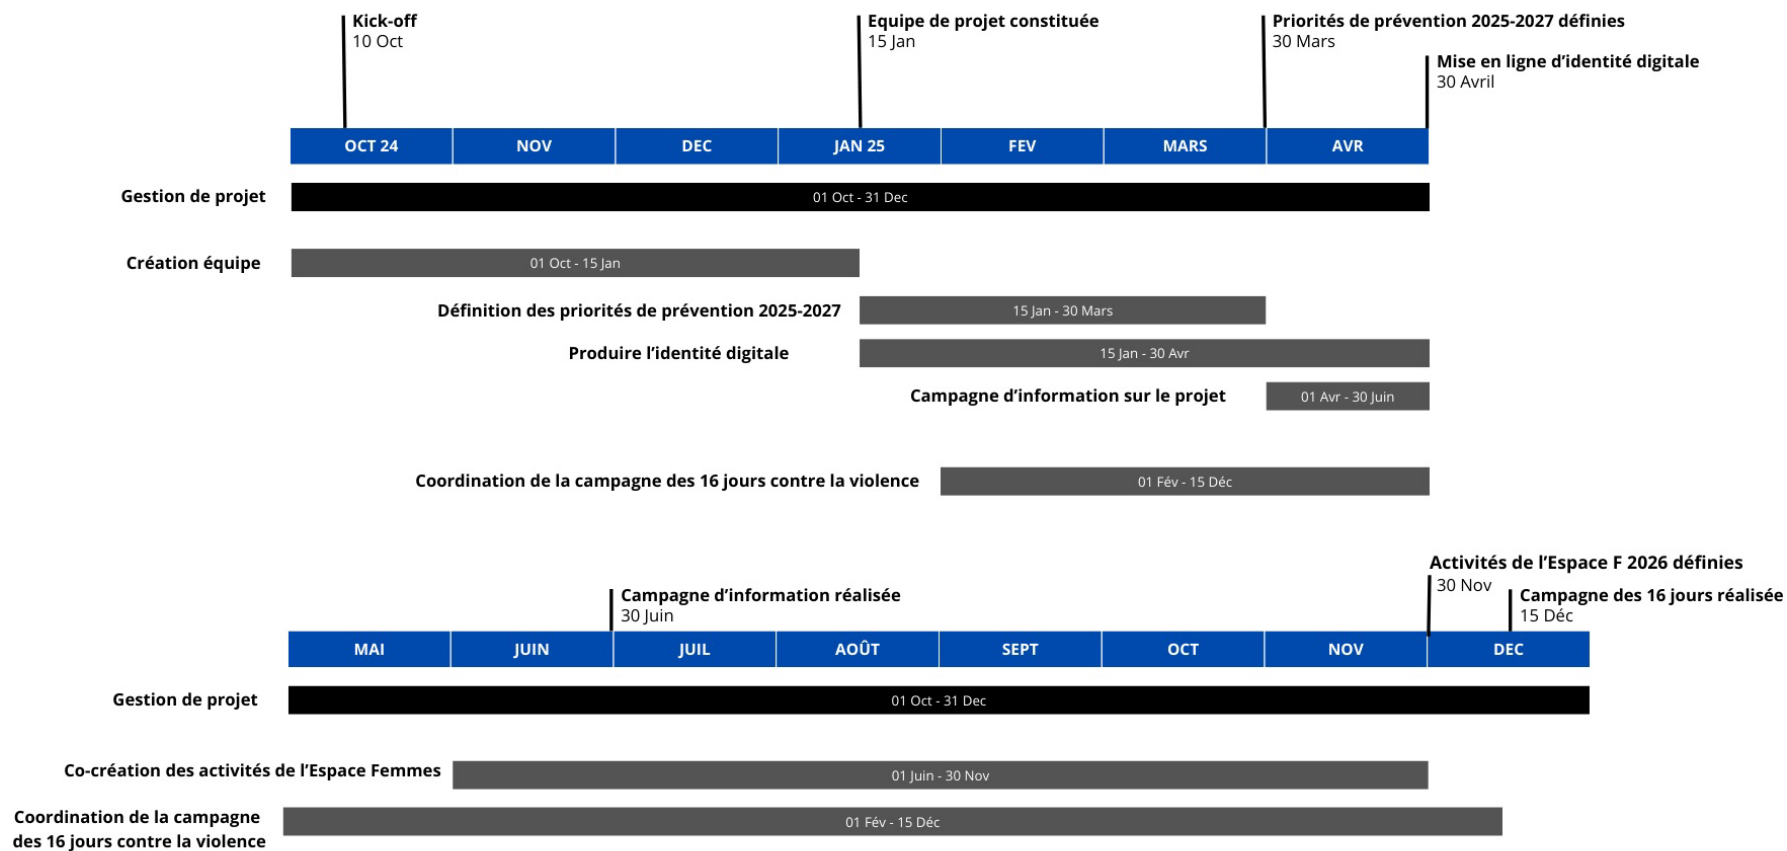 Kick-off
10 Oct
Equipe de projet constituée
15 Jan
Priorités de prévention 2025-2027 définies
30 Mars
Mise en ligne d’identité digitale
30 Avril
OCT 24 NOV DEC JAN 25 FEV MARS AVR
Gestion de projet 01 Oct - 31 Dec
Création équipe 01 Oct - 15 Jan
Définition des priorités de prévention 2025-2027 15 Jan - 30 Mars
Produire l’identité digitale 15 Jan - 30 Avr
Campagne d’information sur le projet 01 Avr - 30 Juin
Coordination de la campagne des 16 jours contre la violence 01 Fév - 15 Déc
Activités de l’Espace F 2026 définies
30 Nov
Campagne d’information réalisée
30 Juin
Campagne des 16 jours réalisée
15 Déc
MAI JUIN JUIL AOÛT SEPT OCT NOV DEC
Gestion de projet 01 Oct - 31 Dec
Co-création des activités de l’Espace Femmes 01 Juin - 30 Nov
Coordination de la campagne
des 16 jours contre la violence
01 Fév - 15 Déc